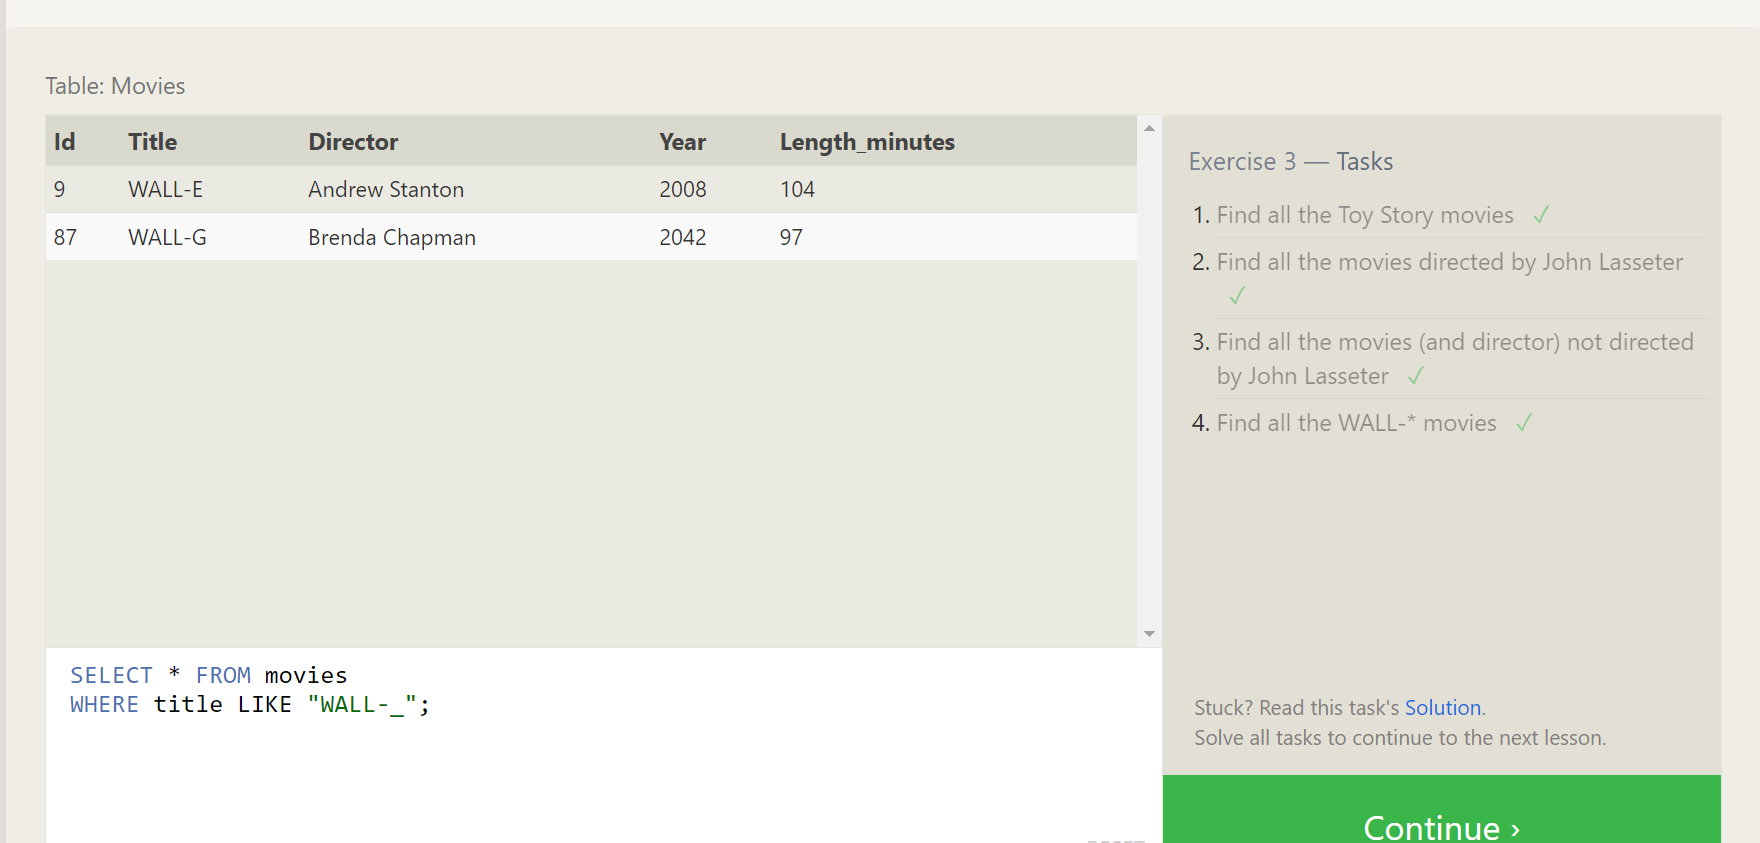 Table: Movies
Id Title Director Year Length_minutes
9 WALL-E Andrew Stanton 2008 104
87 WALL-G Brenda Chapman 2042 97
SELECT * FROM movies
WHERE title LIKE "WALL-_";
Exercise 3 — Tasks
1. Find all the Toy Story movies ✓
2. Find all the movies directed by John Lasseter
✓
3. Find all the movies (and director) not directed
by John Lasseter ✓
4. Find all the WALL-* movies ✓
Stuck? Read this task's Solution.
Solve all tasks to continue to the next lesson.
Continue ›